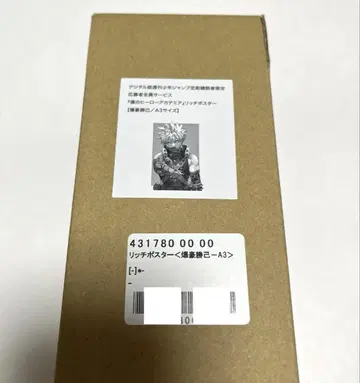 デジタル版週刊少年ジャンプ定期購読者限定
応募者全員サービス
『僕のヒーローアカデミア』リッチポスター
[爆豪勝己/A3サイズ]
431780 00 00
リッチポスター<爆豪勝己-A3>
[-]*-
-